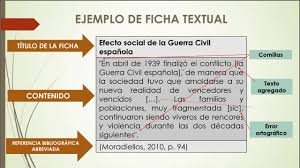 EJEMPLO DE FICHA TEXTUAL
TÍTULO DE LA FICHA
Efecto social de la Guerra Civil
española
Comillas
"En abril de 1939 finalizó el conflicto [la
Guerra Civil española], de manera que
la sociedad tuvo que amoldarse a su
nueva realidad de vencedores y
vencidos [...]. Las familias y
poblaciones, muy fragmentada [sic],
continuaron siendo víveros de rencores
y violencia durante las dos décadas
siguientes".
CONTENIDO
Texto
agregado
Error
ortográfico
REFERENCIA BIBLIOGRÁFICA
ABREVIADA
(Moradiellos, 2010, p. 94)